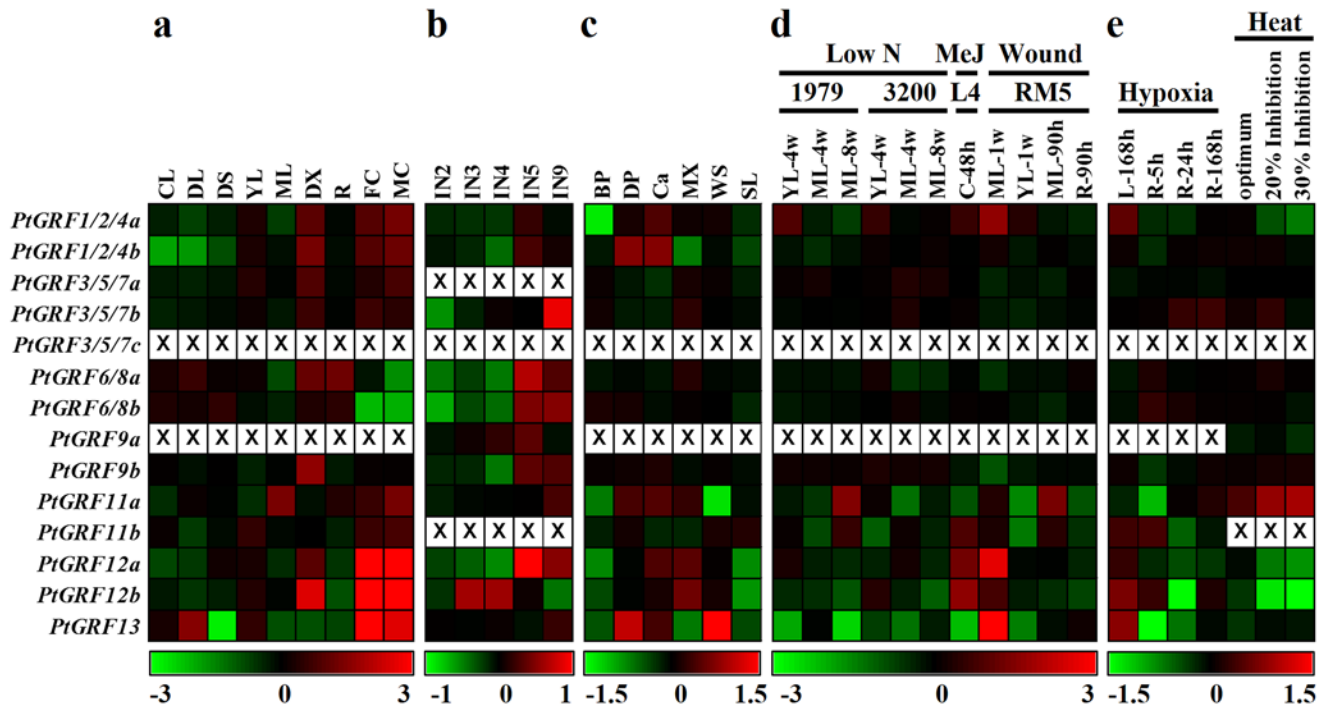 a b c d e
Heat
Low N MeJ Wound
1979 3200 L4 RM5 Hypoxia
CL DL DS YL ML DX R FC MC IN2 IN3 IN4 IN5 IN9 BP DP Ca MX WS SL YL-4w ML-4w ML-8w YL-4w ML-4w ML-8w C-48h ML-1w YL-1w ML-90h R-90h L-168h R-5h R-24h R-168h optimum 20% Inhibition 30% Inhibition
PtGRF1/2/4a
PtGRF1/2/4b
PtGRF3/5/7a X X X X X
PtGRF3/5/7b
PtGRF3/5/7c X X X X X X X X X X X X X X X X X X X X X X X X X X X X X X X X X X X X X X
PtGRF6/8a
PtGRF6/8b
PtGRF9a X X X X X X X X X X X X X X X X X X X X X X X X X X X X X X
PtGRF9b
PtGRF11a
PtGRF11b X X X X X X X X
PtGRF12a
PtGRF12b
PtGRF13
-3 0 3 -1 0 1 -1.5 0 1.5 -3 0 3 -1.5 0 1.5